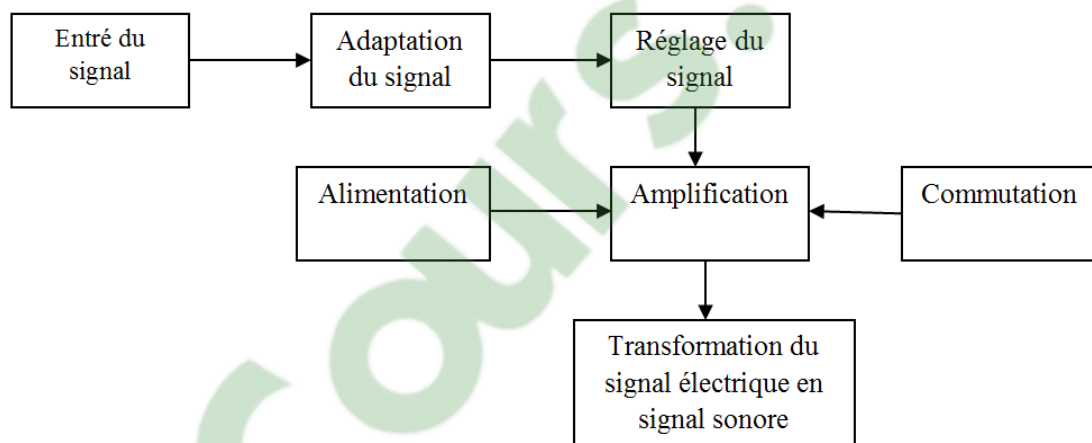 Entré du
signal
Adaptation
du signal
Réglage du
signal
Alimentation
Amplification
Commutation
Transformation du
signal électrique en
signal sonore
Cours.